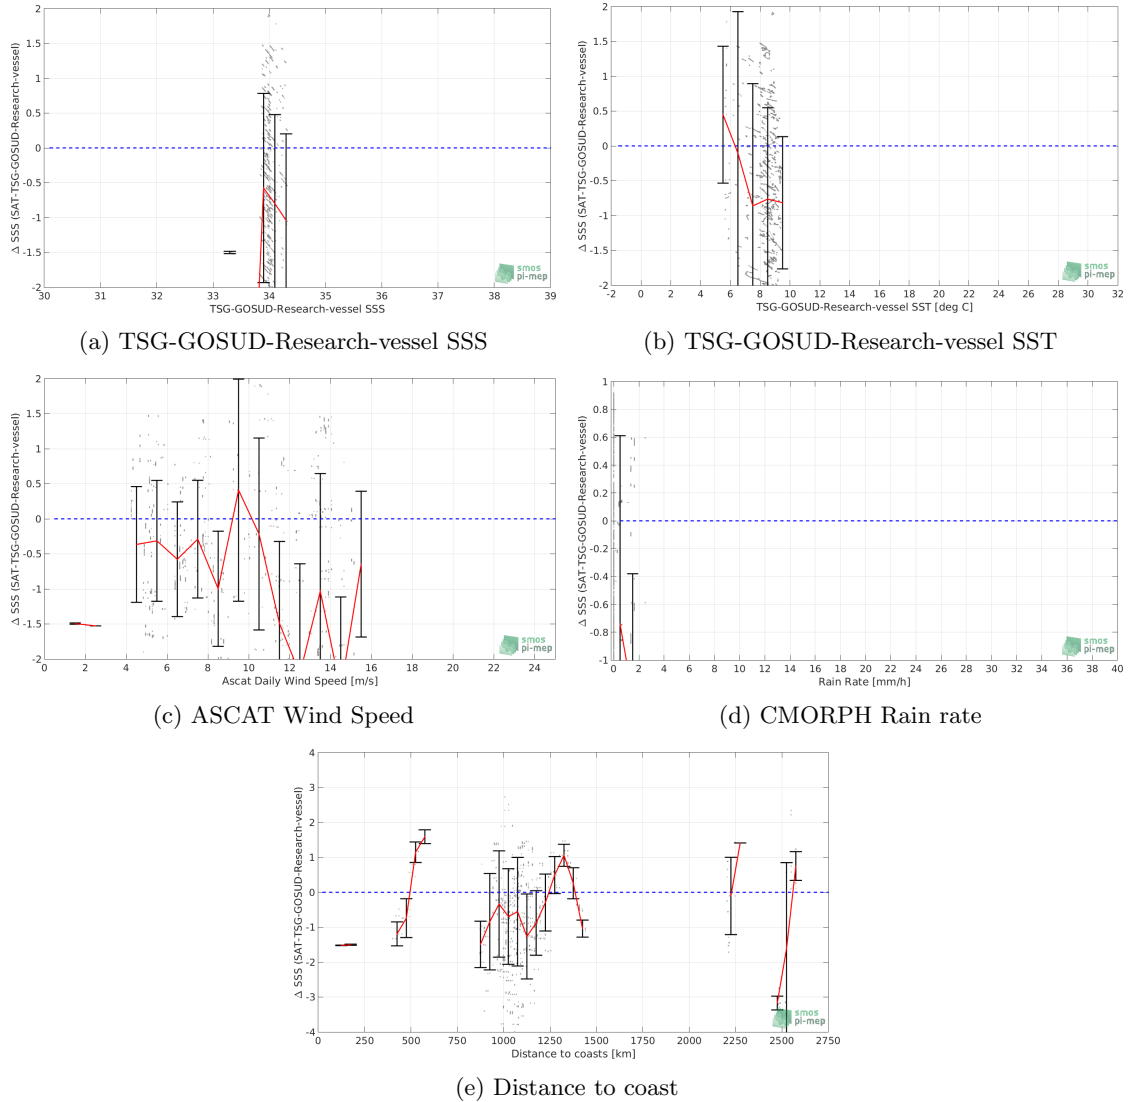 Δ SSS (SAT-TSG-GOSUD-Research-vessel)
2
1.5
1
0.5
0
-0.5
-1
-1.5
-2
30 31 32 33 34 35 36 37 38 39
TSG-GOSUD-Research-vessel SSS
smos
pi-mep
(a) TSG-GOSUD-Research-vessel SSS
Δ SSS (SAT-TSG-GOSUD-Research-vessel)
2
1.5
1
0.5
0
-0.5
-1
-1.5
-2
-2 0 2 4 6 8 10 12 14 16 18 20 22 24 26 28 30 32
TSG-GOSUD-Research-vessel SST [deg C]
smos
pi-mep
(b) TSG-GOSUD-Research-vessel SST
Δ SSS (SAT-TSG-GOSUD-Research-vessel)
2
1.5
1
0.5
0
-0.5
-1
-1.5
-2
0 2 4 6 8 10 12 14 16 18 20 22 24
Ascat Daily Wind Speed [m/s]
smos
pi-mep
(c) ASCAT Wind Speed
Δ SSS (SAT-TSG-GOSUD-Research-vessel)
1
0.8
0.6
0.4
0.2
0
-0.2
-0.4
-0.6
-0.8
-1
0 2 4 6 8 10 12 14 16 18 20 22 24 26 28 30 32 34 36 38 40
Rain Rate [mm/h]
smos
pi-mep
(d) CMORPH Rain rate
Δ SSS (SAT-TSG-GOSUD-Research-vessel)
4
3
2
1
0
-1
-2
-3
-4
0 250 500 750 1000 1250 1500 1750 2000 2250 2500 2750
Distance to coasts [km]
smos
pi-mep
(e) Distance to coast